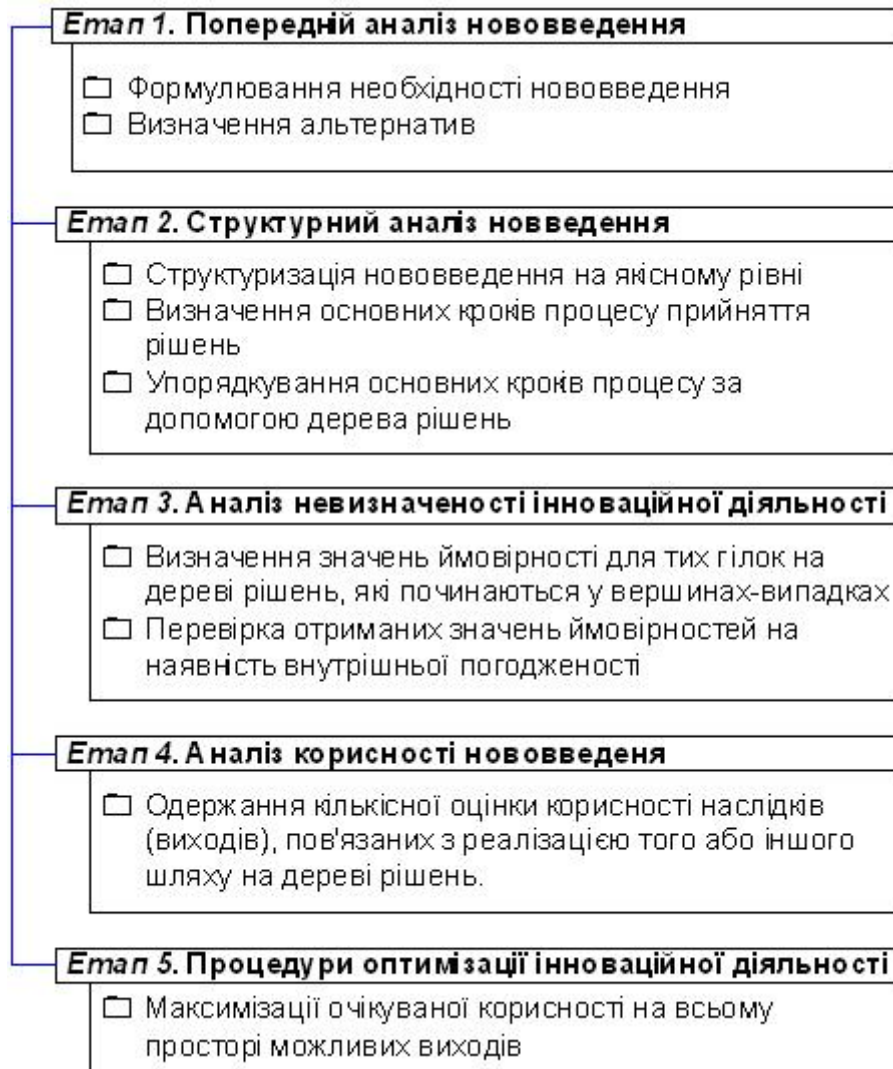 Етап 1. Попередній аналіз нововведення
Формулювання необхідності нововведення
Визначення альтернатив
Етап 2. Структурний аналіз новведення
Структуризація нововведення на якісному рівні
Визначення основних кроків процесу прийняття
рішень
Упорядкування основних кроків процесу за
допомогою дерева рішень
Етап 3. Аналіз невизначеності інноваційної діяльності
Визначення значень ймовірності для тих гілок на
дереві рішень, які починаються у вершинах-випадках
Перевірка отриманих значень ймовірностей на
наявність внутрішньої погодженості
Етап 4. Аналіз корисності нововведеня
Одержання кількісної оцінки корисності наслідків
(виходів), пов'язаних з реалізацією того або іншого
шляху на дереві рішень.
Етап 5. Процедури оптимізації інноваційної діяльності
Максимізації очікуваної корисності на всьому
просторі можливих виходів